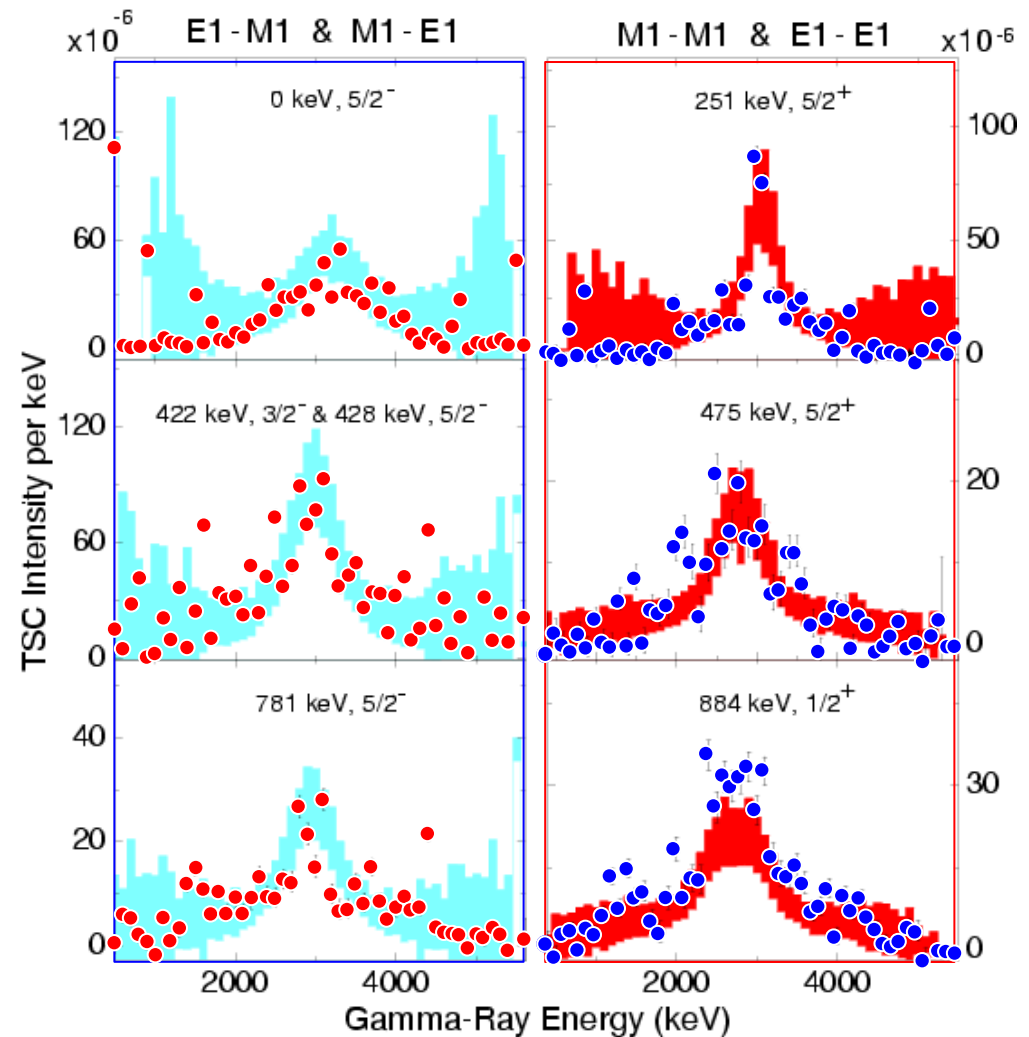 x10⁻⁶ E1 - M1 & M1 - E1 M1 - M1 & E1 - E1 x10⁻⁶
0 keV, 5/2⁻
251 keV, 5/2⁺
120
60
0
100
50
0
422 keV, 3/2⁻ & 428 keV, 5/2⁻
475 keV, 5/2⁺
120
60
0
20
0
781 keV, 5/2⁻
884 keV, 1/2⁺
40
20
0
30
0
TSC Intensity per keV
2000 4000 2000 4000
Gamma-Ray Energy (keV)